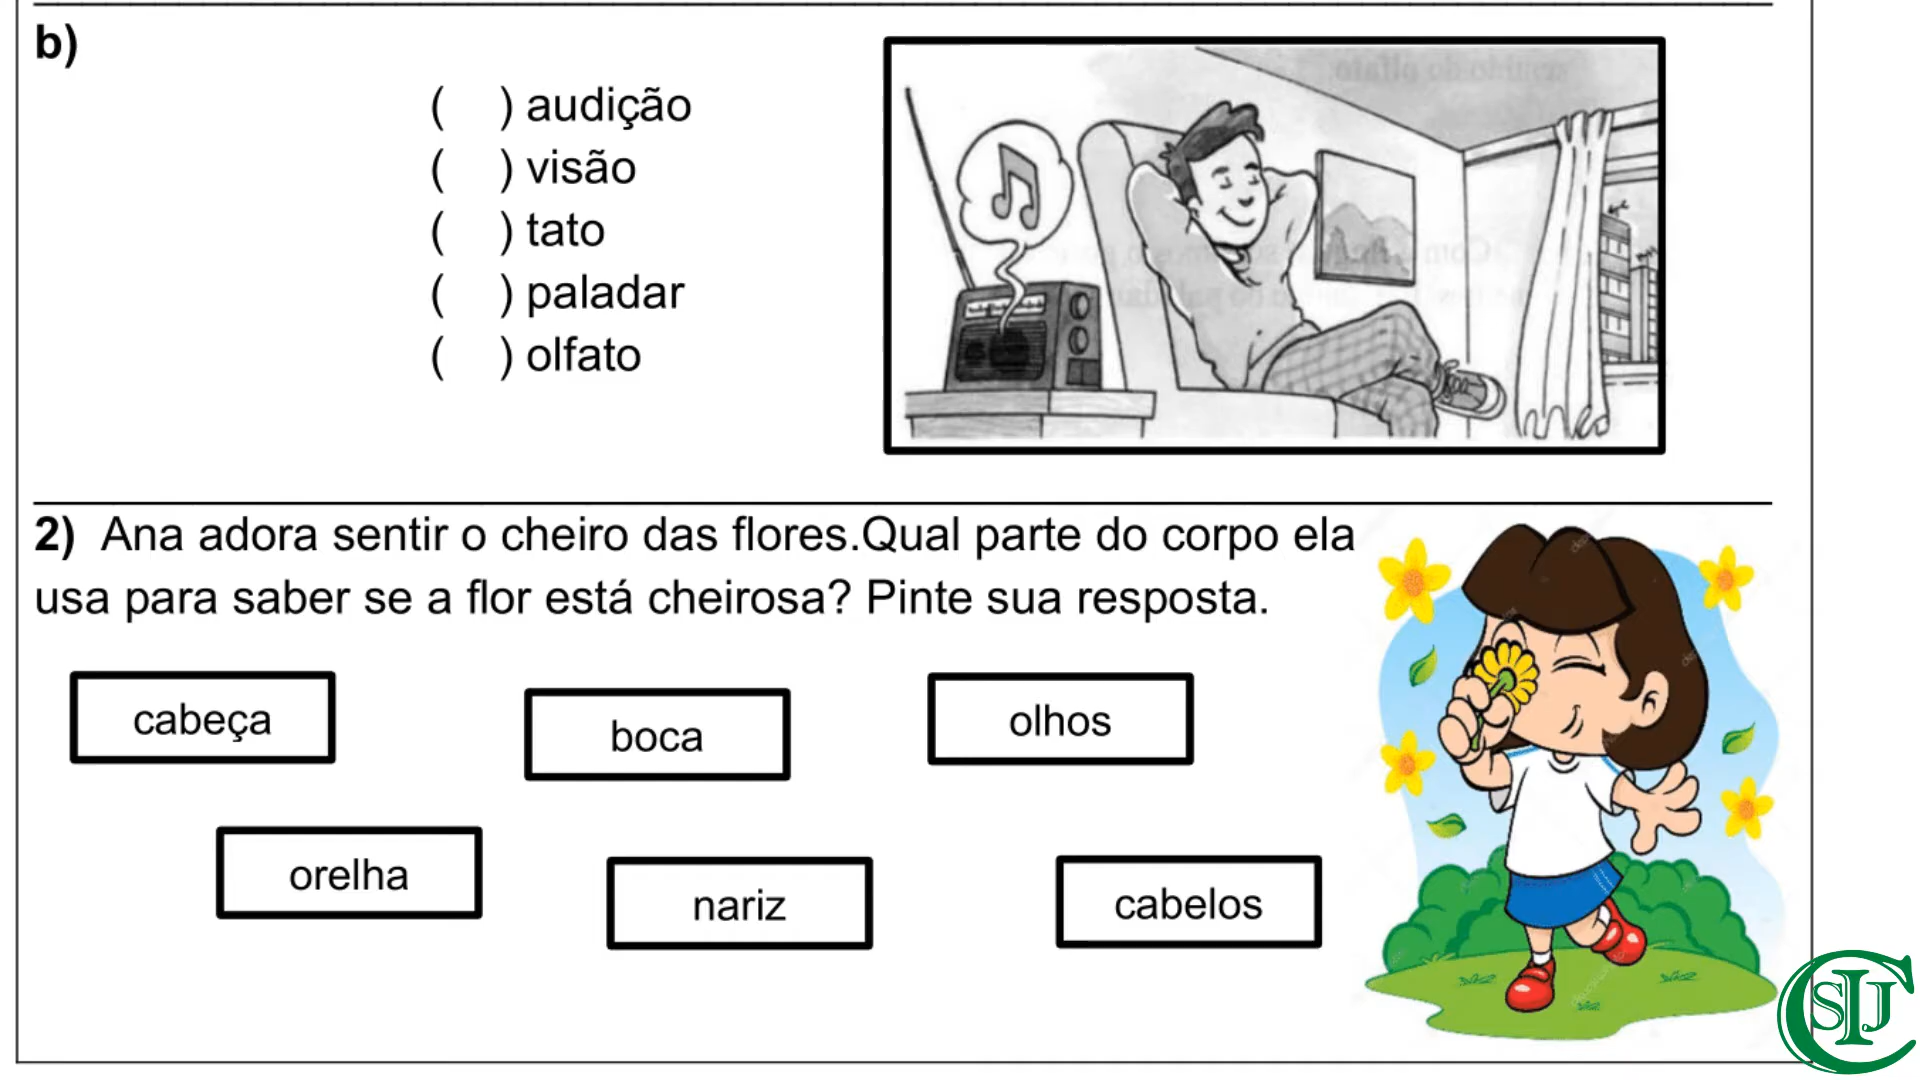 b)
( ) audição
( ) visão
( ) tato
( ) paladar
( ) olfato
2) Ana adora sentir o cheiro das flores.Qual parte do corpo ela
usa para saber se a flor está cheirosa? Pinte sua resposta.
cabeça
boca
olhos
orelha
nariz
cabelos
CSIJ